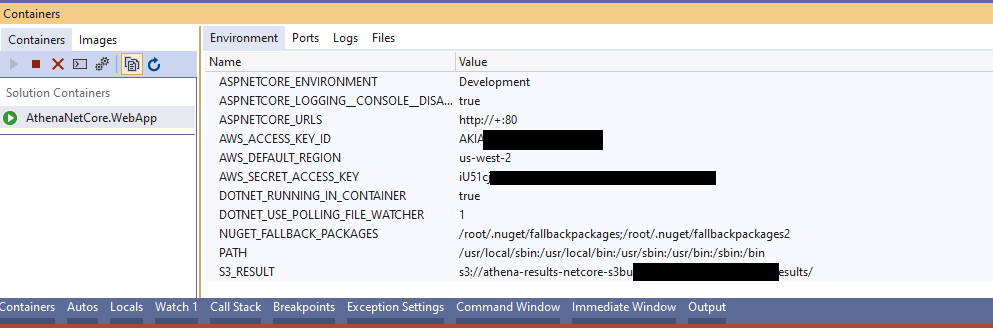 Containers
Containers Images
Environment Ports Logs Files
Name Value
Solution Containers
AthenaNetCore.WebApp
ASPNETCORE_ENVIRONMENT Development
ASPNETCORE_LOGGING__CONSOLE__DISA... true
ASPNETCORE_URLS http://+:80
AWS_ACCESS_KEY_ID AKIA
AWS_DEFAULT_REGION us-west-2
AWS_SECRET_ACCESS_KEY iU51c
DOTNET_RUNNING_IN_CONTAINER true
DOTNET_USE_POLLING_FILE_WATCHER 1
NUGET_FALLBACK_PACKAGES /root/.nuget/fallbackpackages;/root/.nuget/fallbackpackages2
PATH /usr/local/sbin:/usr/local/bin:/usr/sbin:/usr/bin:/sbin:/bin
S3_RESULT s3://athena-results-netcore-s3bu esults/
Containers Autos Locals Watch 1 Call Stack Breakpoints Exception Settings Command Window Immediate Window Output